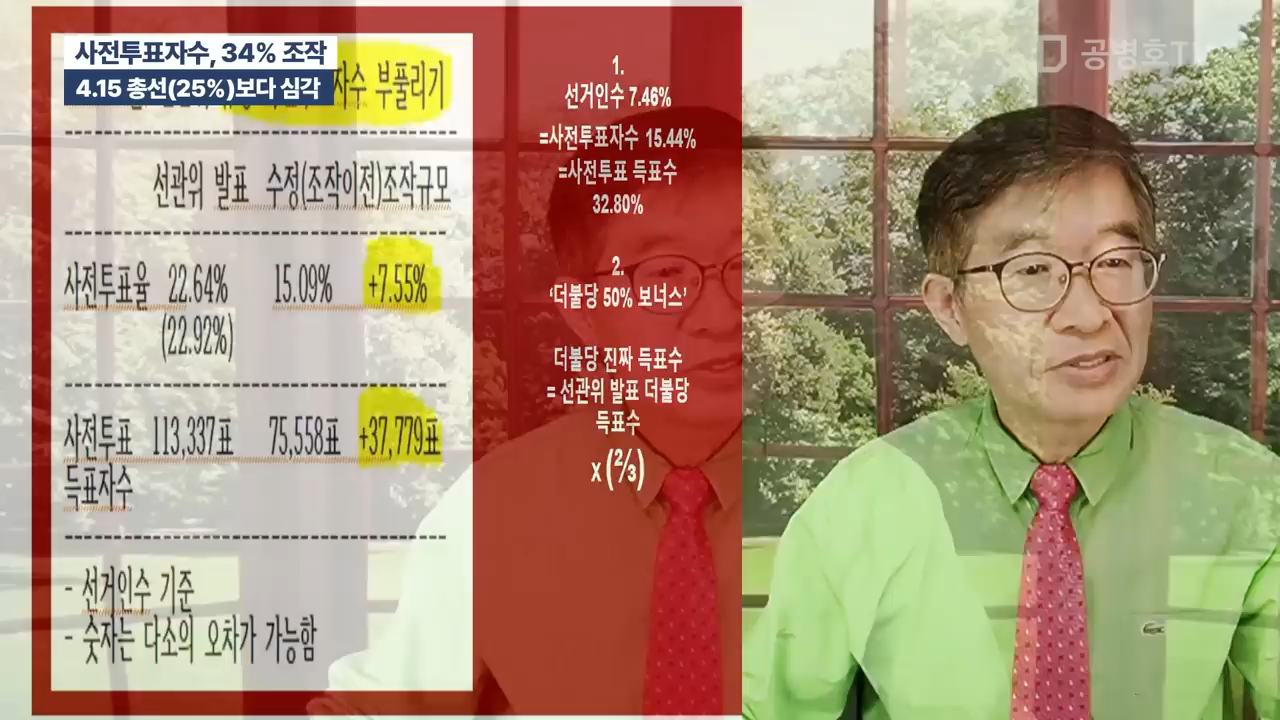 사전투표자수, 34% 조작
4.15 총선(25%)보다 심각
자수 부풀리기
선관위 발표 수정(조작이전)조작규모
사전투표율 22.64% 15.09% +7.55%
(22.92%)
사전투표 113,337표 75,558표 +37,779표
득표자수
- 선거인수 기준
- 숫자는 다소의 오차가 가능함
1.
선거인수 7.46%
=사전투표자수 15.44%
=사전투표 득표수
32.80%
2.
‘더불당 50% 보너스’
더불당 진짜 득표수
= 선관위 발표 더불당
득표수
x (⅔)
공병호TV